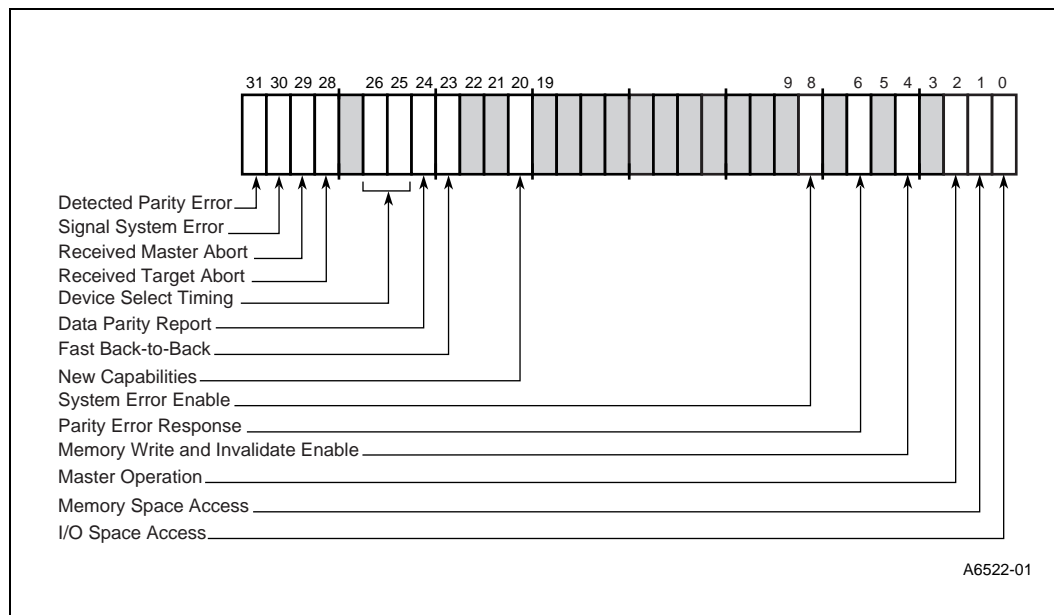 31 30 29 28 26 25 24 23 22 21 20 19 9 8 6 5 4 3 2 1 0
Detected Parity Error
Signal System Error
Received Master Abort
Received Target Abort
Device Select Timing
Data Parity Report
Fast Back-to-Back
New Capabilities
System Error Enable
Parity Error Response
Memory Write and Invalidate Enable
Master Operation
Memory Space Access
I/O Space Access
A6522-01